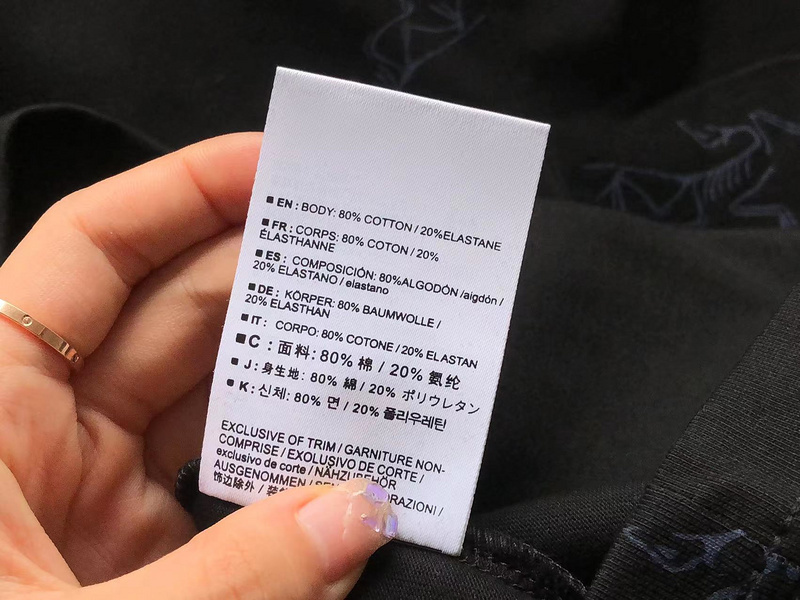 ■ EN : BODY: 80% COTTON / 20%ELASTANE
■ FR : CORPS: 80% COTON / 20%
ÉLASTHANNE
■ ES : COMPOSICIÓN: 80%ALGODÓN /aigdón /
20% ELASTANO / elastano
■ DE : KÖRPER: 80% BAUMWOLLE /
20% ELASTHAN
■ IT : CORPO: 80% COTONE / 20% ELASTAN
■ C : 面料: 80% 棉 / 20% 氨纶
■ J : 身生地: 80% 綿 / 20% ポリウレタン
■ K : 신체: 80% 면 / 20% 폴리우레틴
EXCLUSIVE OF TRIM / GARNITURE NON-
COMPRISE / EXOLUSIVO DE CORTE /
exclusivo de corte / NÄHZUBEHÖR
AUSGENOMMEN /
饰边除外 /